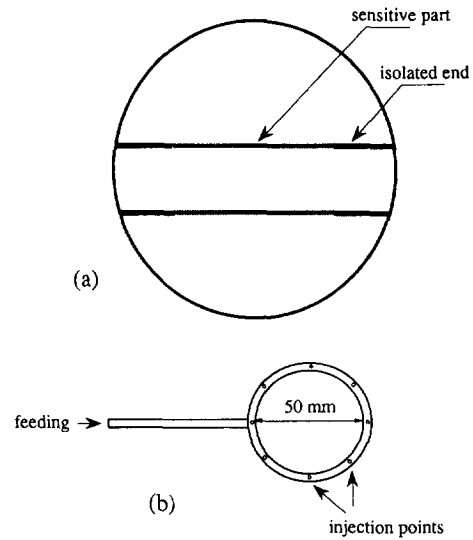 sensitive part
isolated end
(a)
50 mm
feeding
(b)
injection points